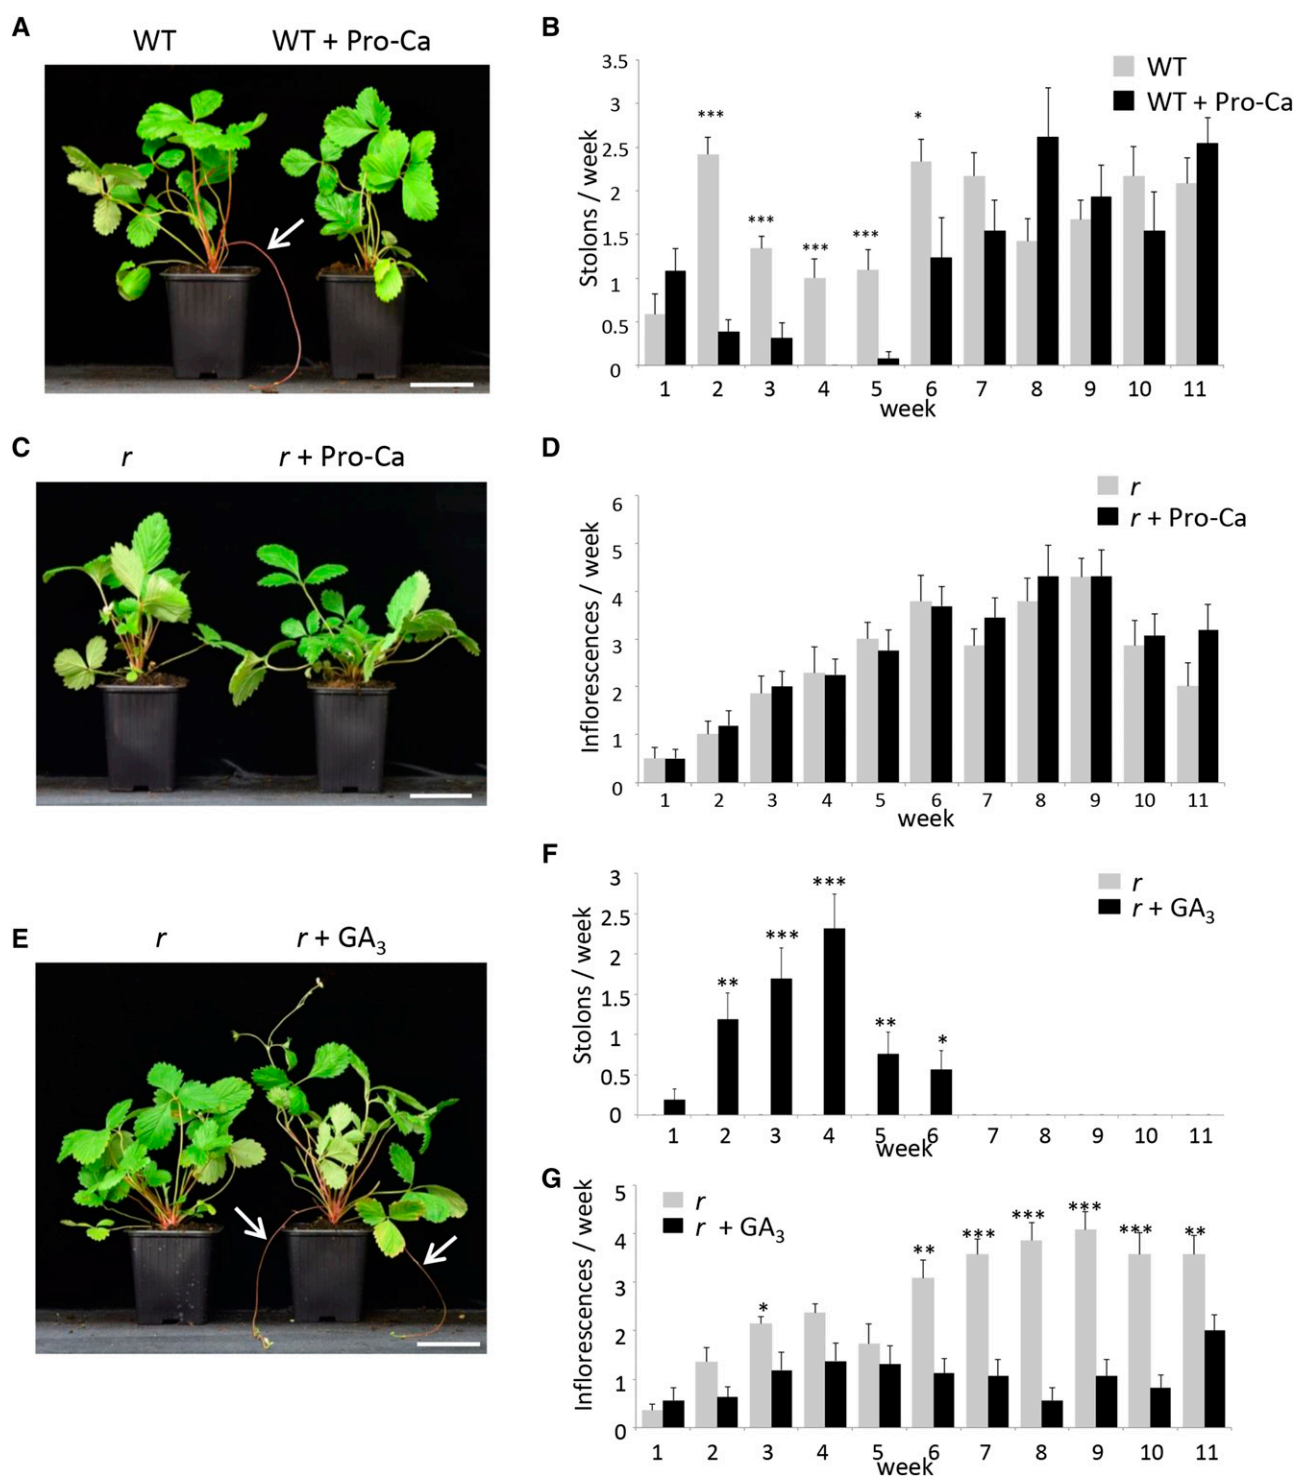 A
WT
WT + Pro-Ca
B
3.5
3
2.5
2
1.5
1
0.5
0
Stolons / week
WT
WT + Pro-Ca
***
***
***
***
*
1 2 3 4 5 6 7 8 9 10 11
week
C
r
r + Pro-Ca
D
6
5
4
3
2
1
0
Inflorescences / week
r
r + Pro-Ca
1 2 3 4 5 6 7 8 9 10 11
week
E
r
r + GA₃
F
3
2.5
2
1.5
1
0.5
0
Stolons / week
r
r + GA₃
**
***
***
**
*
1 2 3 4 5 6 7 8 9 10 11
week
G
5
4
3
2
1
0
Inflorescences / week
r
r + GA₃
*
**
***
***
***
***
**
1 2 3 4 5 6 7 8 9 10 11
week